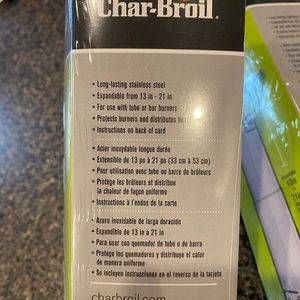 Char-Broil®
• Long-lasting stainless steel
• Expandable from 13 in - 21 in
• For use with tube or bar burners
• Protects burners and distributes
• Instructions on back of card
• Acier inoxydable longue durée
• Extensible de 13 po à 21 po (33 cm à 53 cm)
• Pour utilisation avec tube ou barre de brûleurs
• Protège les brûleurs et distribue
la chaleur de façon uniforme
• Instructions à l'endos de la carte
• Acero inoxidable de larga duración
• Expandible de 13 in a 21 in
• Para usar con quemador de tubo o de barra
• Protege los quemadores y distribuye el calor
de manera uniforme
• Se incluyen instrucciones en el reverso de la tarjeta
charbroil.com